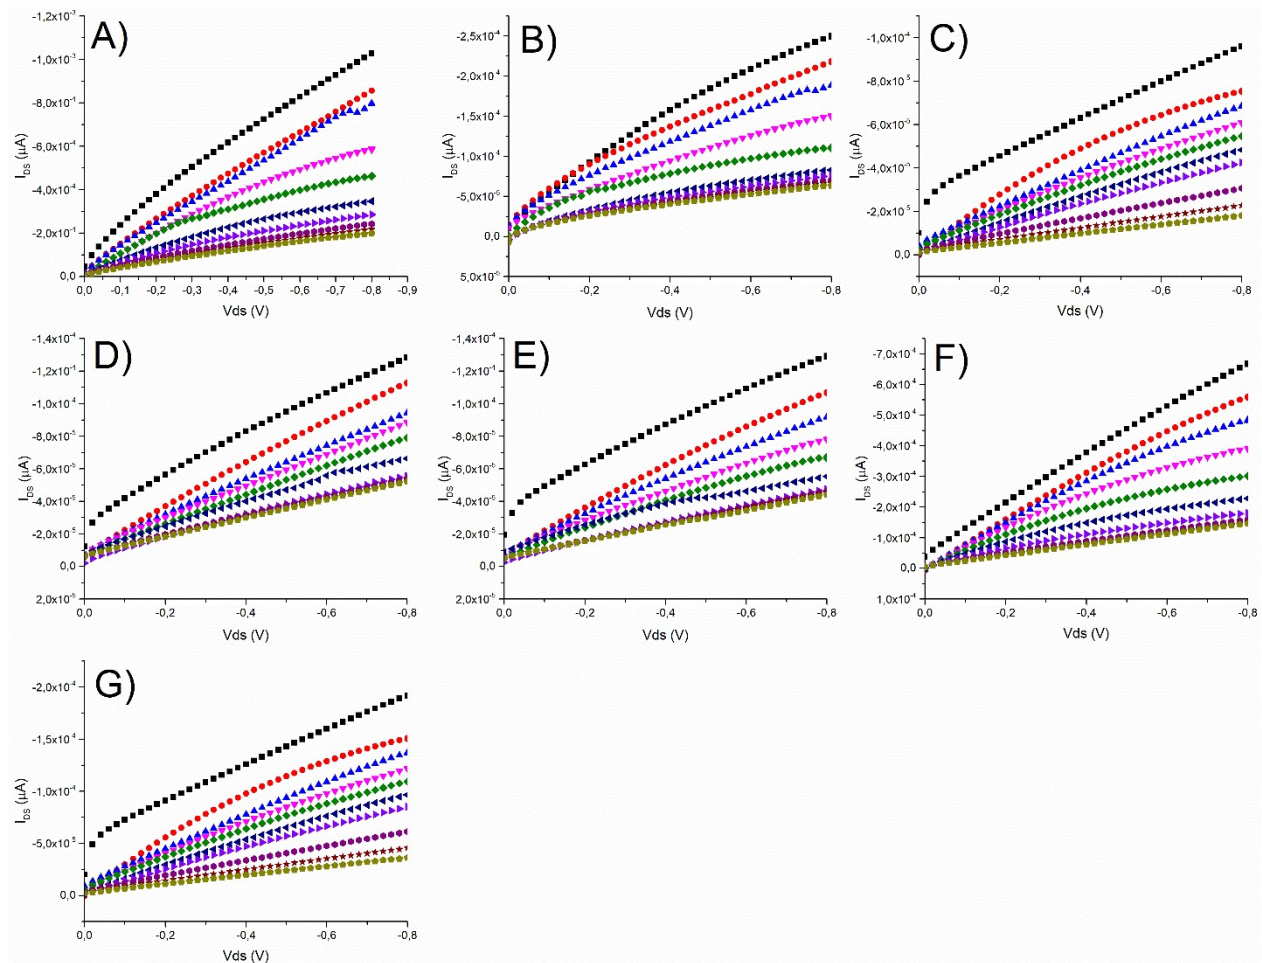 A)
-1,2x10⁻³
-1,0x10⁻³
-8,0x10⁻⁴
-6,0x10⁻⁴
-4,0x10⁻⁴
-2,0x10⁻⁴
0,0
I_DS (μA)
0,0 -0,1 -0,2 -0,3 -0,4 -0,5 -0,6 -0,7 -0,8 -0,9
Vds (V)
B)
-2,5x10⁻⁴
-2,0x10⁻⁴
-1,5x10⁻⁴
-1,0x10⁻⁴
-5,0x10⁻⁵
0,0
5,0x10⁻⁵
I_DS (μA)
0,0 -0,2 -0,4 -0,6 -0,8
Vds (V)
C)
-1,0x10⁻⁴
-8,0x10⁻⁵
-6,0x10⁻⁵
-4,0x10⁻⁵
-2,0x10⁻⁵
0,0
I_DS (μA)
0,0 -0,2 -0,4 -0,6 -0,8
Vds (V)
D)
-1,4x10⁻⁴
-1,2x10⁻⁴
-1,0x10⁻⁴
-8,0x10⁻⁵
-6,0x10⁻⁵
-4,0x10⁻⁵
-2,0x10⁻⁵
0,0
2,0x10⁻⁵
I_DS (μA)
0,0 -0,2 -0,4 -0,6 -0,8
Vds (V)
E)
-1,4x10⁻⁴
-1,2x10⁻⁴
-1,0x10⁻⁴
-8,0x10⁻⁵
-6,0x10⁻⁵
-4,0x10⁻⁵
-2,0x10⁻⁵
0,0
2,0x10⁻⁵
I_DS (μA)
0,0 -0,2 -0,4 -0,6 -0,8
Vds (V)
F)
-7,0x10⁻⁴
-6,0x10⁻⁴
-5,0x10⁻⁴
-4,0x10⁻⁴
-3,0x10⁻⁴
-2,0x10⁻⁴
-1,0x10⁻⁴
0,0
1,0x10⁻⁴
I_DS (μA)
0,0 -0,2 -0,4 -0,6 -0,8
Vds (V)
G)
-2,0x10⁻⁴
-1,5x10⁻⁴
-1,0x10⁻⁴
-5,0x10⁻⁵
0,0
I_DS (μA)
0,0 -0,2 -0,4 -0,6 -0,8
Vds (V)